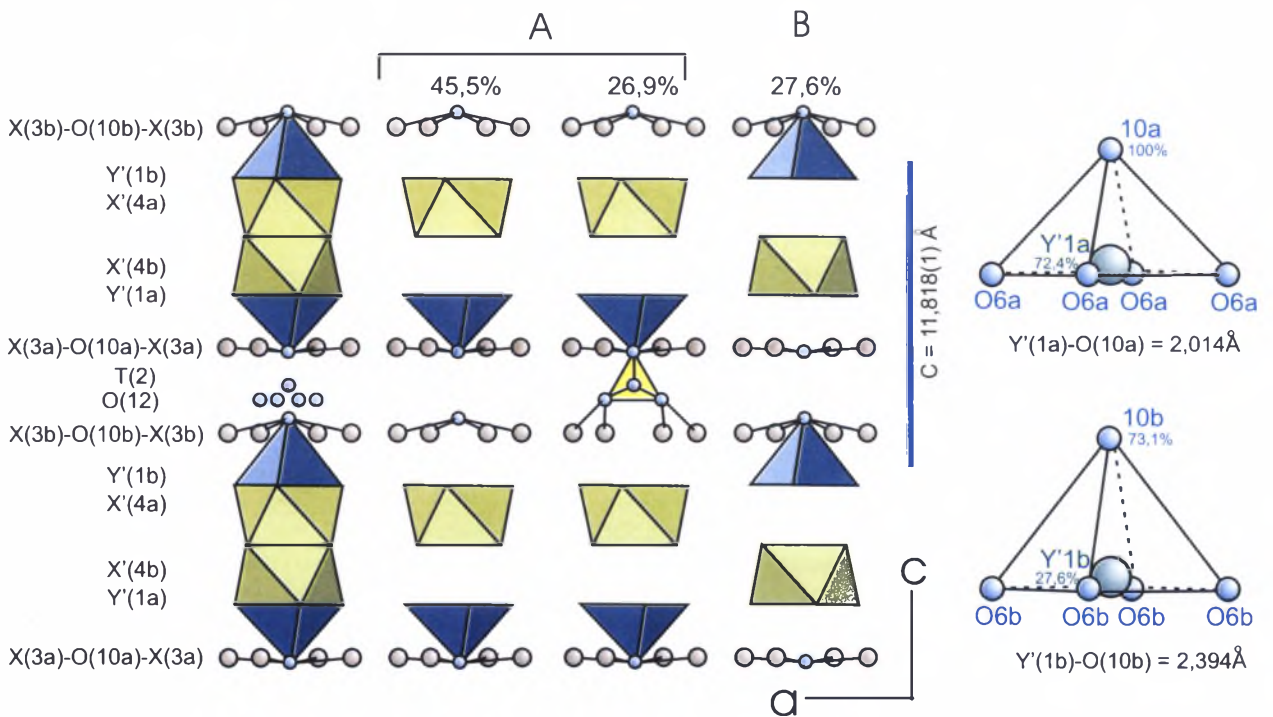 A
B
45,5%
26,9%
27,6%
X(3b)-O(10b)-X(3b)
Y'(1b)
X'(4a)
X'(4b)
Y'(1a)
X(3a)-O(10a)-X(3a)
T(2)
O(12)
X(3b)-O(10b)-X(3b)
Y'(1b)
X'(4a)
X'(4b)
Y'(1a)
X(3a)-O(10a)-X(3a)
C = 11,818(1) Å
c
a
10a
100%
Y'1a
72,4%
O6a
O6a
O6a
O6a
Y'(1a)-O(10a) = 2,014Å
10b
73,1%
Y'1b
27,6%
O6b
O6b
O6b
O6b
Y'(1b)-O(10b) = 2,394Å